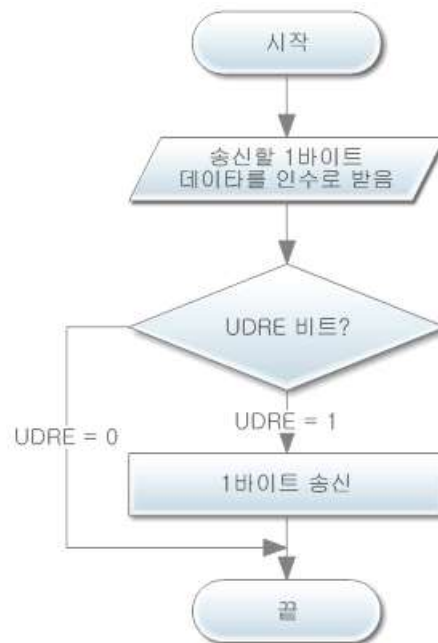 시작
송신할 1바이트
데이타를 인수로 받음
UDRE 비트?
UDRE = 0
UDRE = 1
1바이트 송신
끝